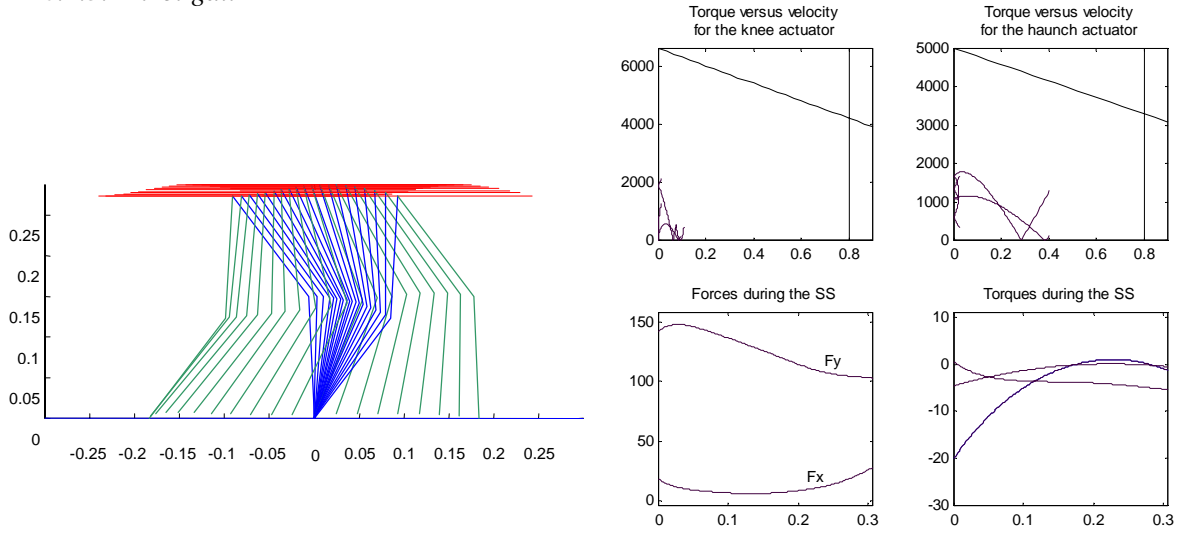 Torque versus velocity
for the knee actuator
Torque versus velocity
for the haunch actuator
6000
4000
2000
0
0 0.2 0.4 0.6 0.8
5000
4000
3000
2000
1000
0
0 0.2 0.4 0.6 0.8
0.25
0.2
0.15
0.1
0.05
0
-0.25 -0.2 -0.15 -0.1 -0.05 0 0.05 0.1 0.15 0.2 0.25
Forces during the SS
150
100
50
0
Fy
Fx
0 0.1 0.2 0.3
Torques during the SS
10
0
-10
-20
-30
0 0.1 0.2 0.3